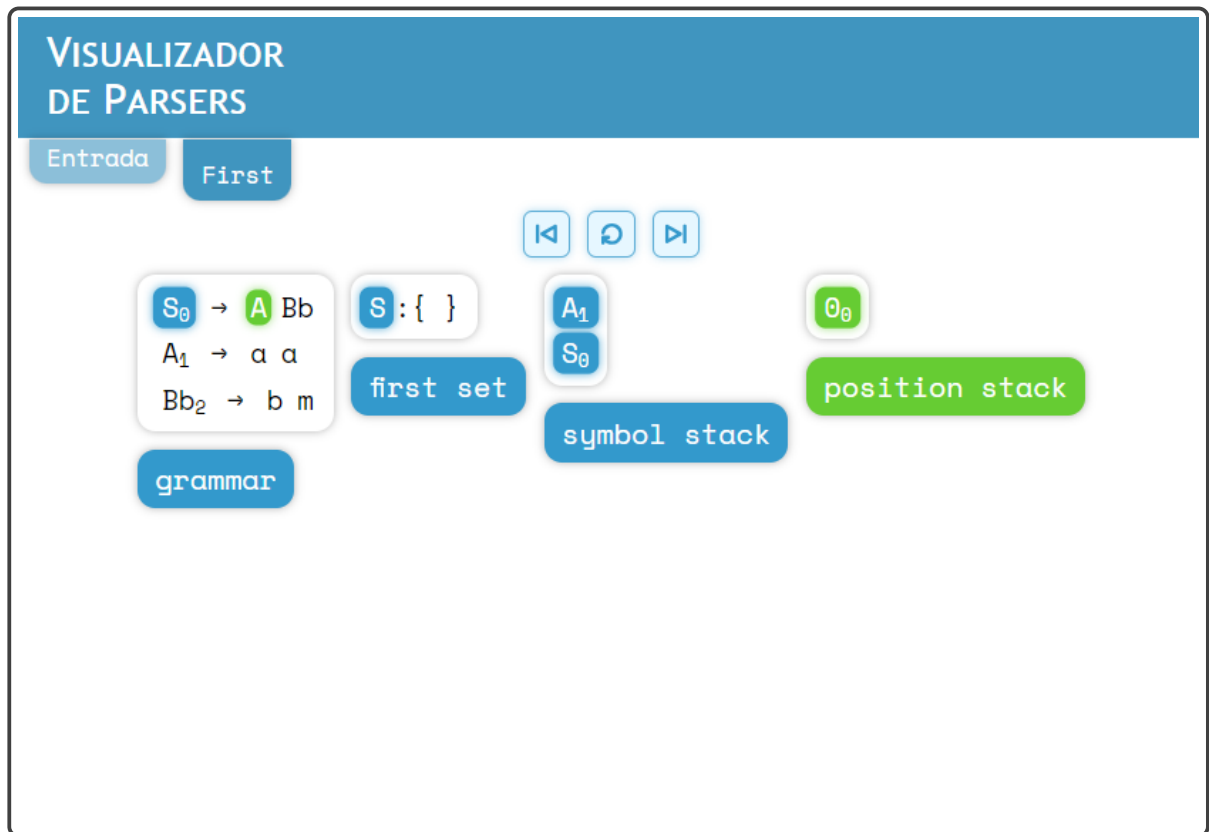 VISUALIZADOR
DE PARSERS
Entrada
First
S₀ → A Bb
A₁ → a a
Bb₂ → b m
grammar
S:{ }
first set
A₁
S₀
symbol stack
0₀
position stack